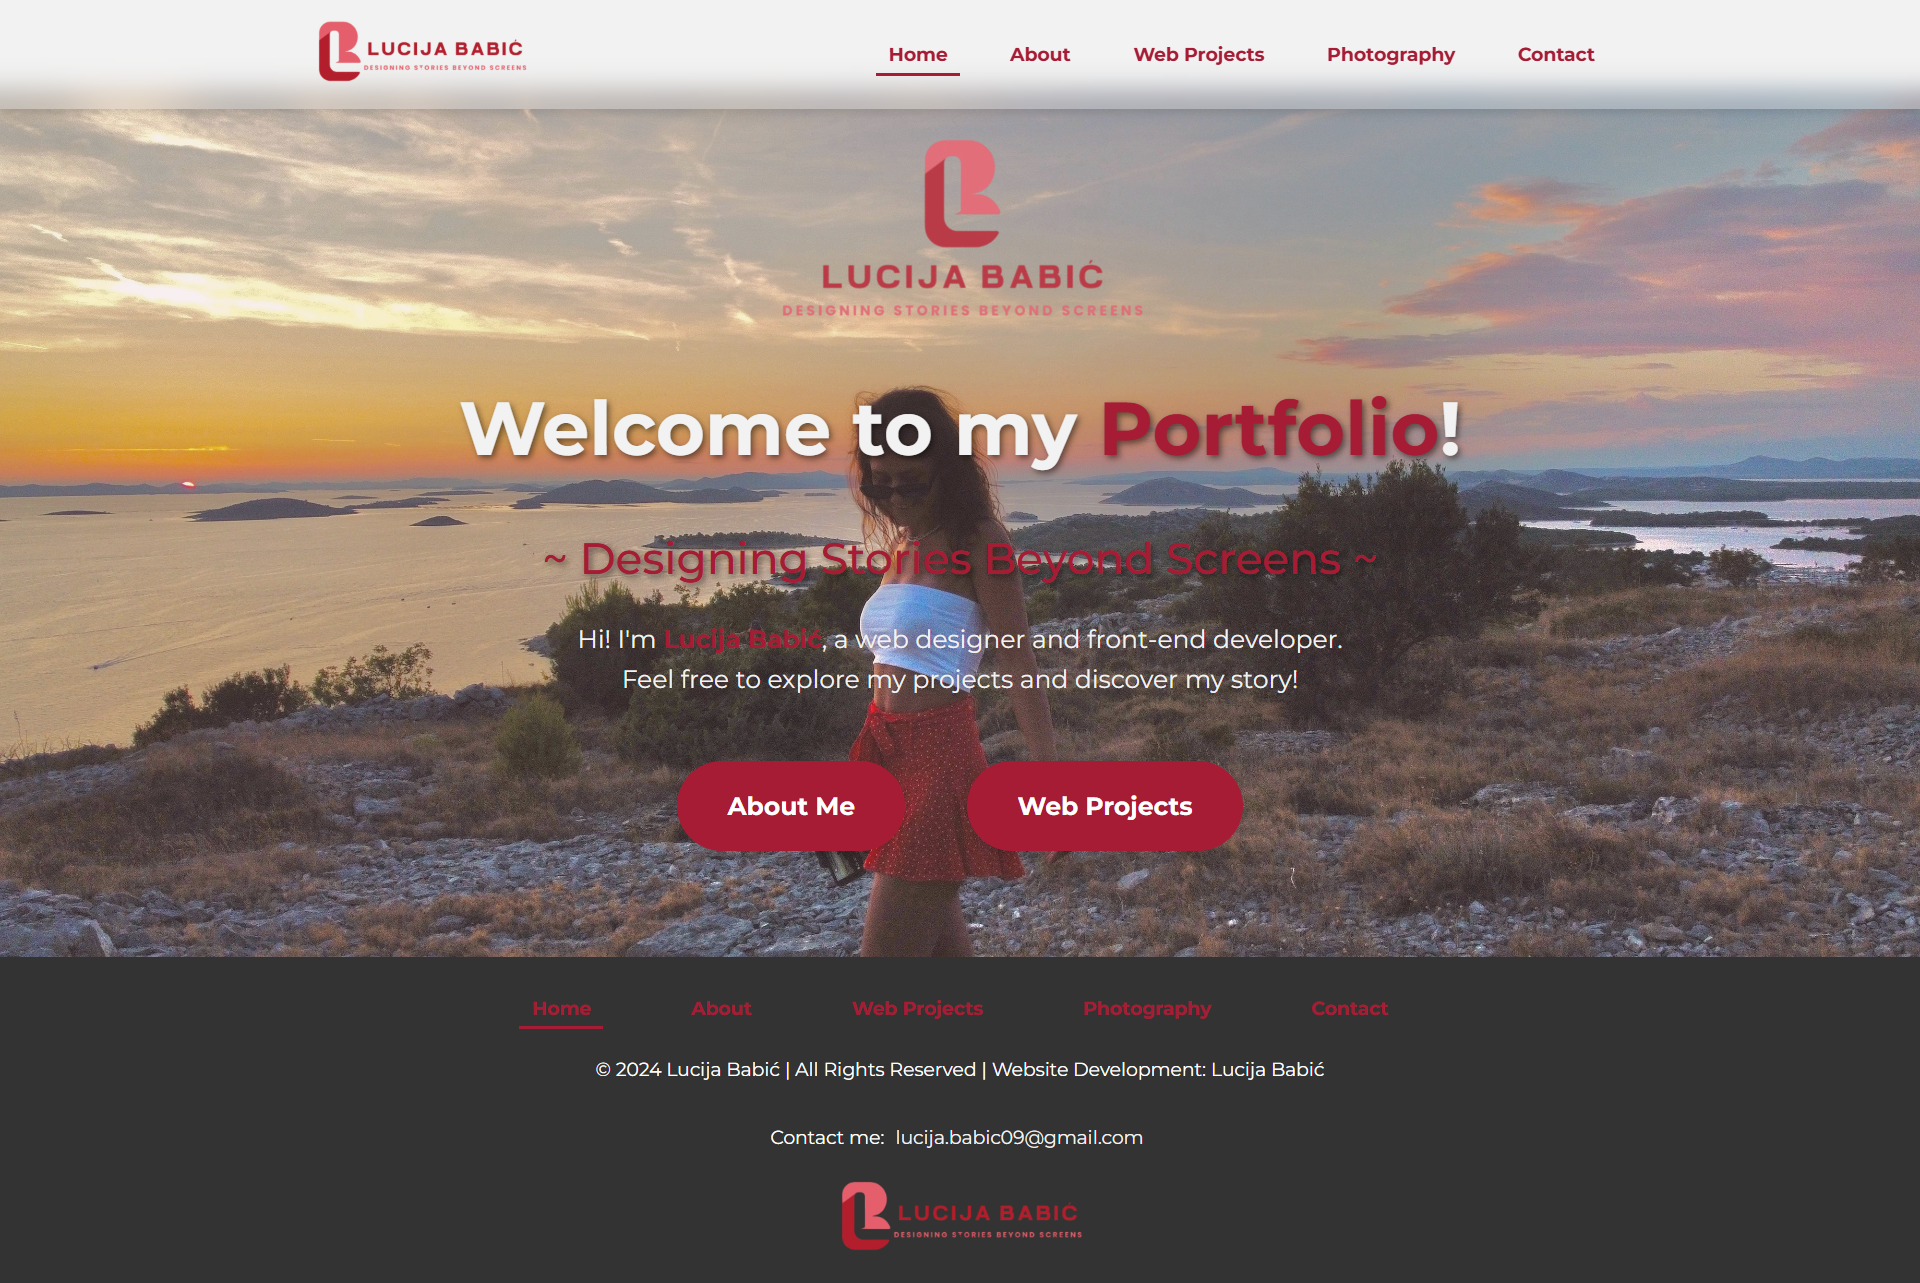 LUCIJA BABIĆ
DESIGNING STORIES BEYOND SCREENS
Home About Web Projects Photography Contact
LUCIJA BABIĆ
DESIGNING STORIES BEYOND SCREENS
Welcome to my Portfolio!
~ Designing Stories Beyond Screens ~
Hi! I'm Lucija Babić, a web designer and front-end developer.
Feel free to explore my projects and discover my story!
About Me Web Projects
Home About Web Projects Photography Contact
© 2024 Lucija Babić | All Rights Reserved | Website Development: Lucija Babić
Contact me: lucija.babic09@gmail.com
LUCIJA BABIĆ
DESIGNING STORIES BEYOND SCREENS